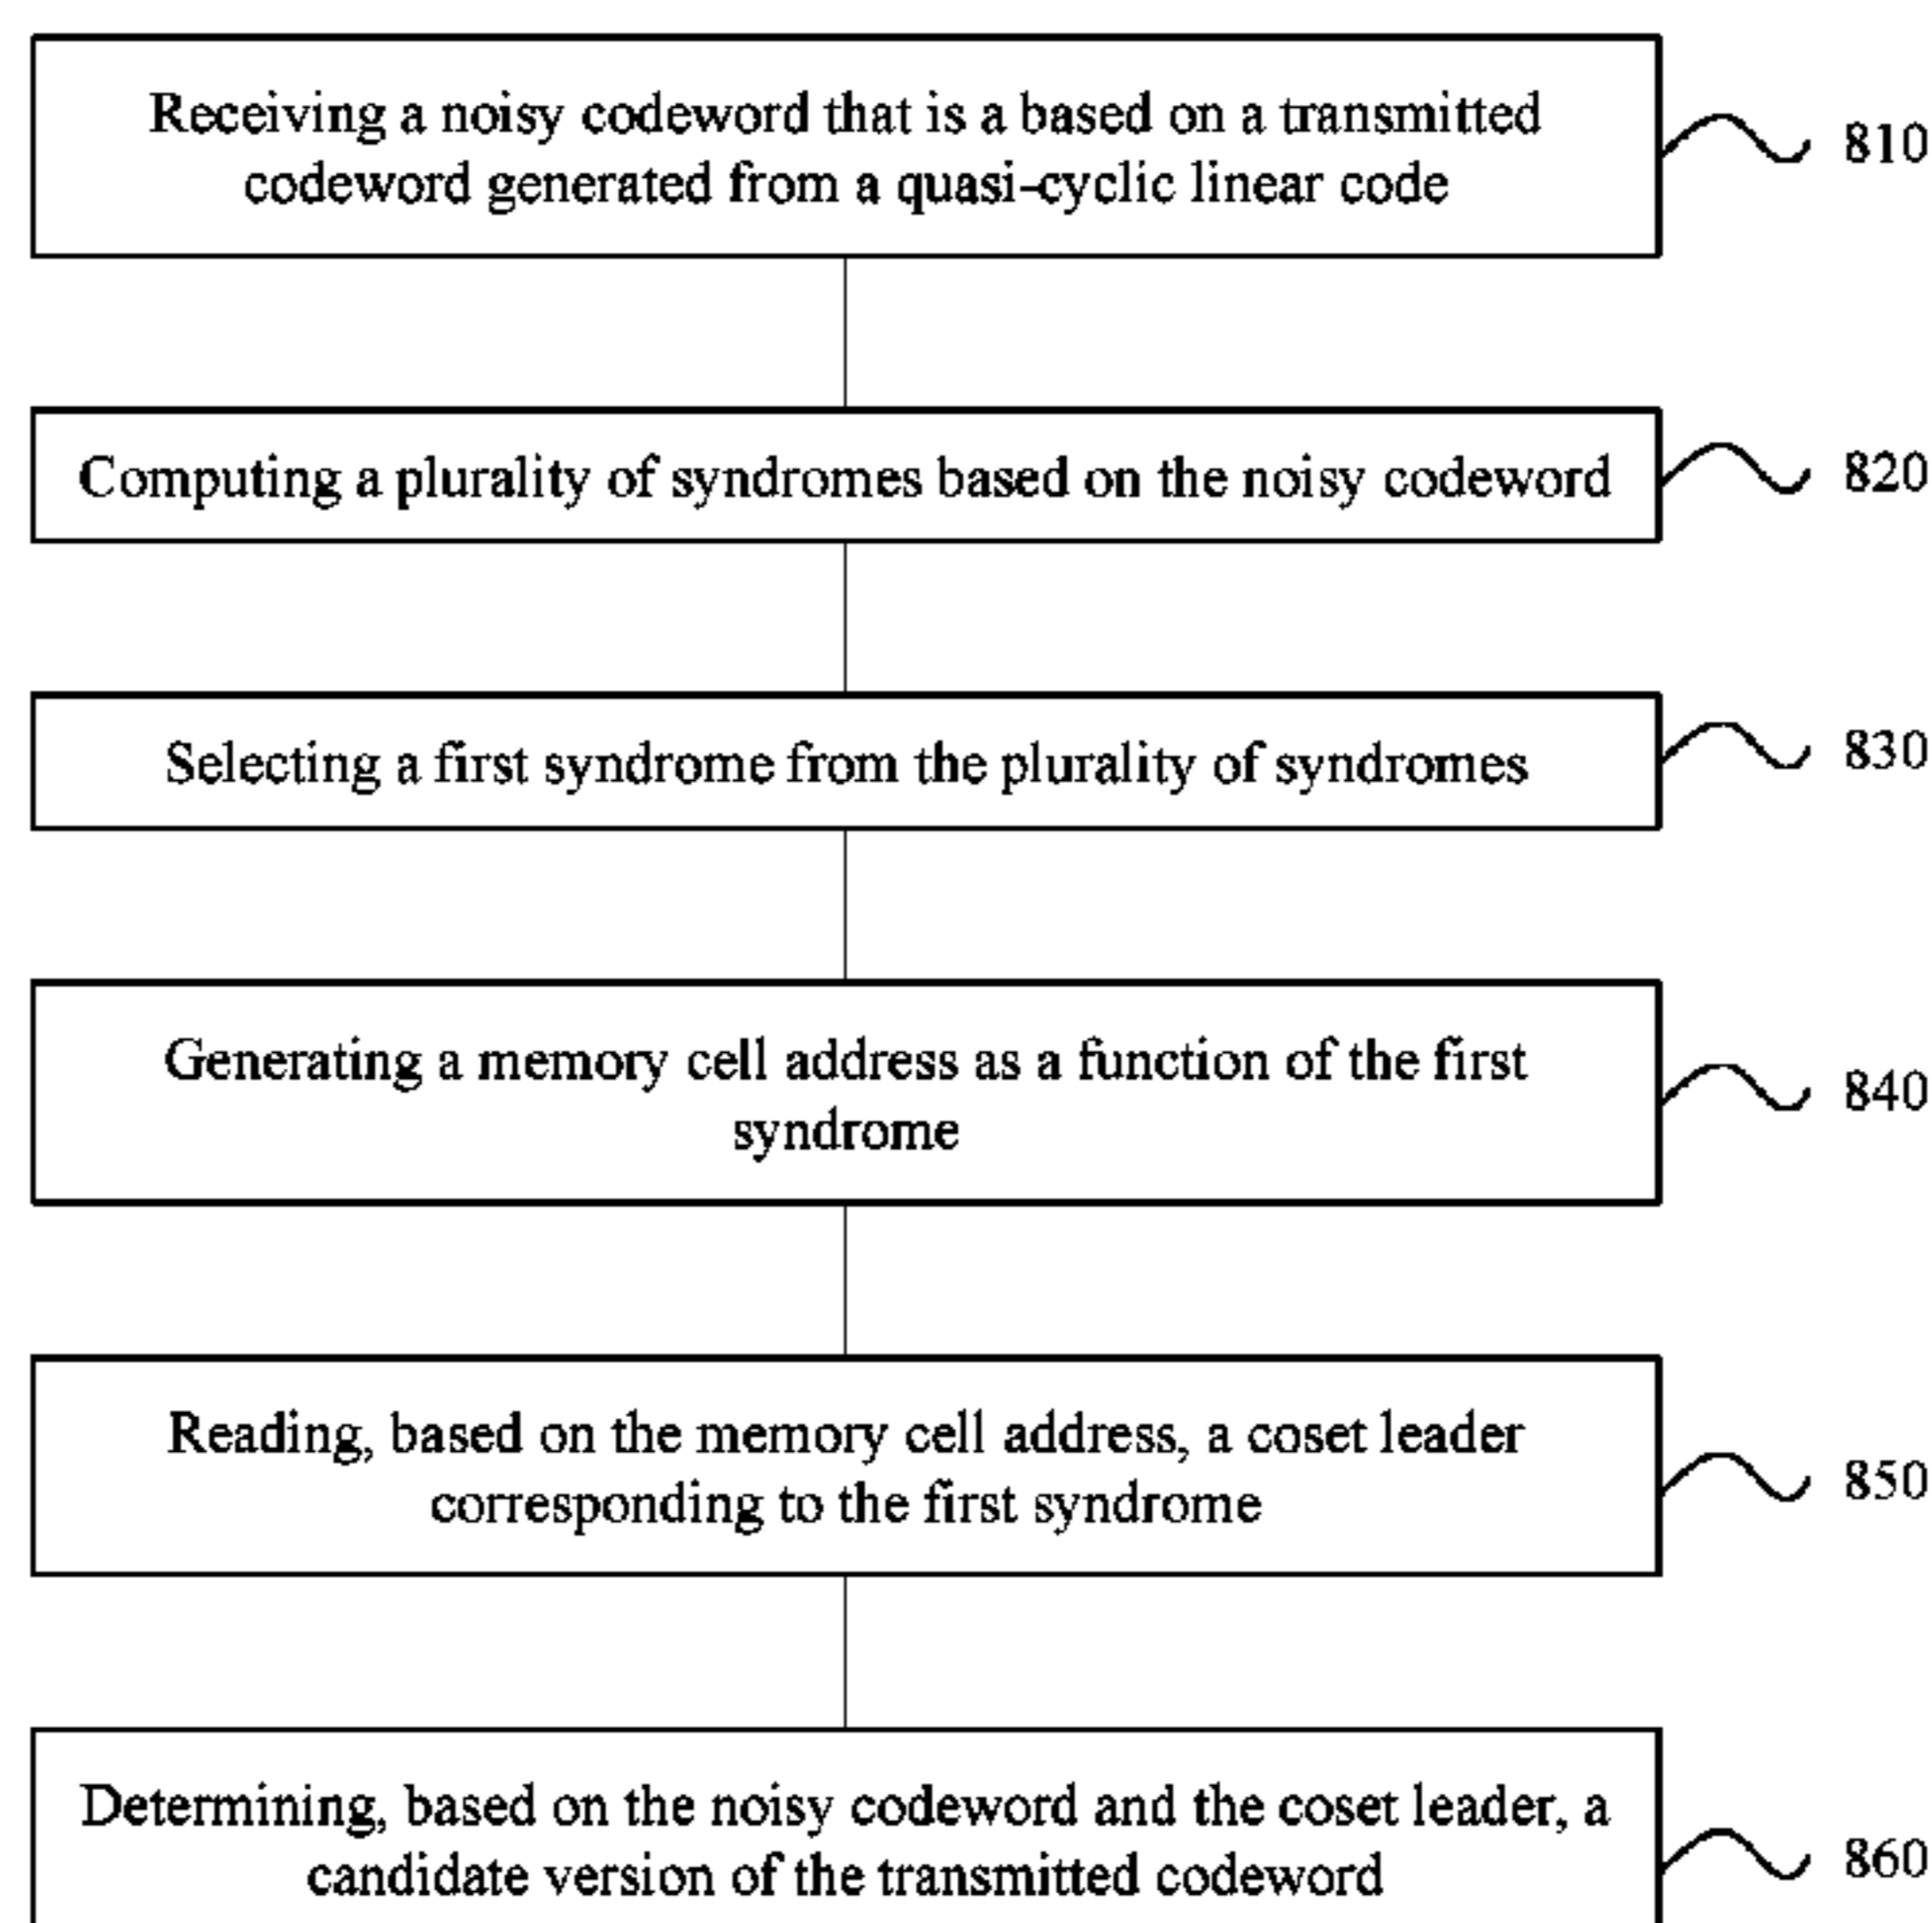 Receiving a noisy codeword that is a based on a transmitted
codeword generated from a quasi-cyclic linear code
810
Computing a plurality of syndromes based on the noisy codeword
820
Selecting a first syndrome from the plurality of syndromes
830
Generating a memory cell address as a function of the first
syndrome
840
Reading, based on the memory cell address, a coset leader
corresponding to the first syndrome
850
Determining, based on the noisy codeword and the coset leader, a
candidate version of the transmitted codeword
860